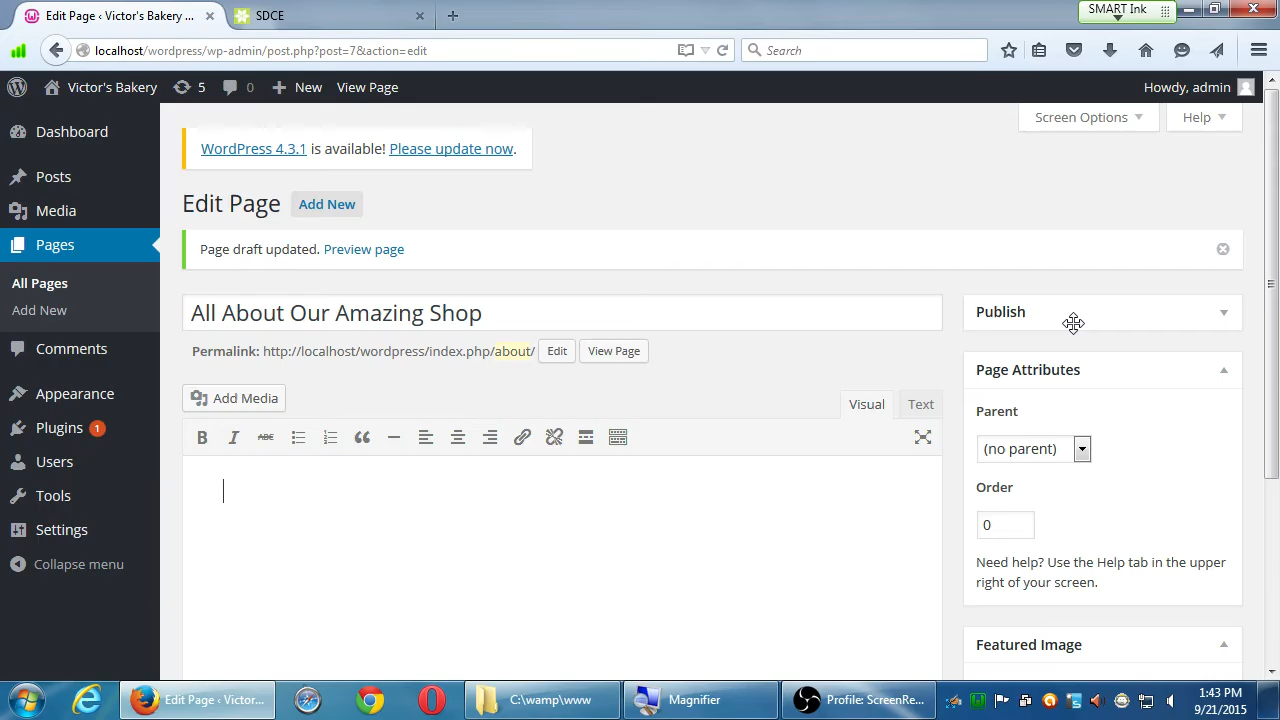 SMART Ink
Edit Page ‹ Victor's Bakery ...
SDCE
localhost/wordpress/wp-admin/post.php?post=7&action=edit
Search
Victor's Bakery
5
0
New
View Page
Howdy, admin
Dashboard
Posts
Media
Pages
All Pages
Add New
Comments
Appearance
Plugins 1
Users
Tools
Settings
Collapse menu
Screen Options
Help
WordPress 4.3.1 is available! Please update now.
Edit Page
Add New
Page draft updated. Preview page
All About Our Amazing Shop
Permalink: http://localhost/wordpress/index.php/about/
Edit
View Page
Add Media
Visual
Text
B
I
ABC
Publish
Page Attributes
Parent
(no parent)
Order
0
Need help? Use the Help tab in the upper
right of your screen.
Featured Image
Edit Page ‹ Victor...
C:\wamp\www
Magnifier
Profile: ScreenRe...
1:43 PM
9/21/2015